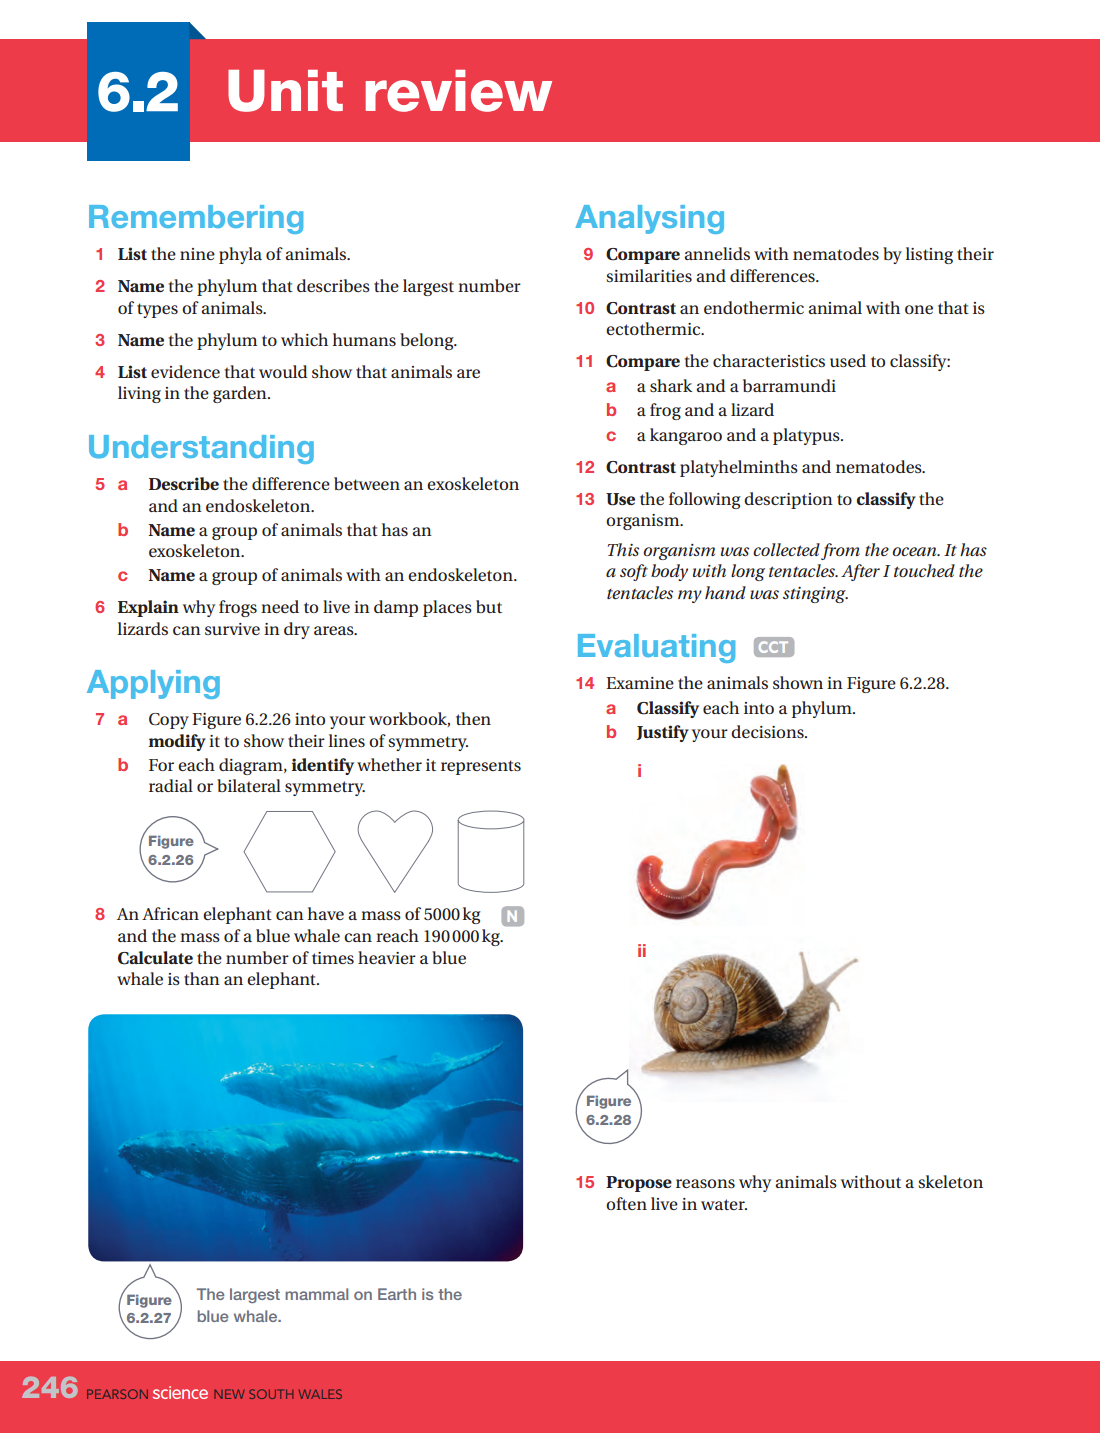 6.2 Unit review
Remembering
1 List the nine phyla of animals.
2 Name the phylum that describes the largest number
of types of animals.
3 Name the phylum to which humans belong.
4 List evidence that would show that animals are
living in the garden.
Understanding
5 a Describe the difference between an exoskeleton
and an endoskeleton.
b Name a group of animals that has an
exoskeleton.
c Name a group of animals with an endoskeleton.
6 Explain why frogs need to live in damp places but
lizards can survive in dry areas.
Applying
7 a Copy Figure 6.2.26 into your workbook, then
modify it to show their lines of symmetry.
b For each diagram, identify whether it represents
radial or bilateral symmetry.
Figure
6.2.26
8 An African elephant can have a mass of 5000 kg N
and the mass of a blue whale can reach 190 000 kg.
Calculate the number of times heavier a blue
whale is than an elephant.
Figure
6.2.27
The largest mammal on Earth is the
blue whale.
Analysing
9 Compare annelids with nematodes by listing their
similarities and differences.
10 Contrast an endothermic animal with one that is
ectothermic.
11 Compare the characteristics used to classify:
a a shark and a barramundi
b a frog and a lizard
c a kangaroo and a platypus.
12 Contrast platyhelminths and nematodes.
13 Use the following description to classify the
organism.
This organism was collected from the ocean. It has
a soft body with long tentacles. After I touched the
tentacles my hand was stinging.
Evaluating CCT
14 Examine the animals shown in Figure 6.2.28.
a Classify each into a phylum.
b Justify your decisions.
i
ii
Figure
6.2.28
15 Propose reasons why animals without a skeleton
often live in water.
246 PEARSON science NEW SOUTH WALES